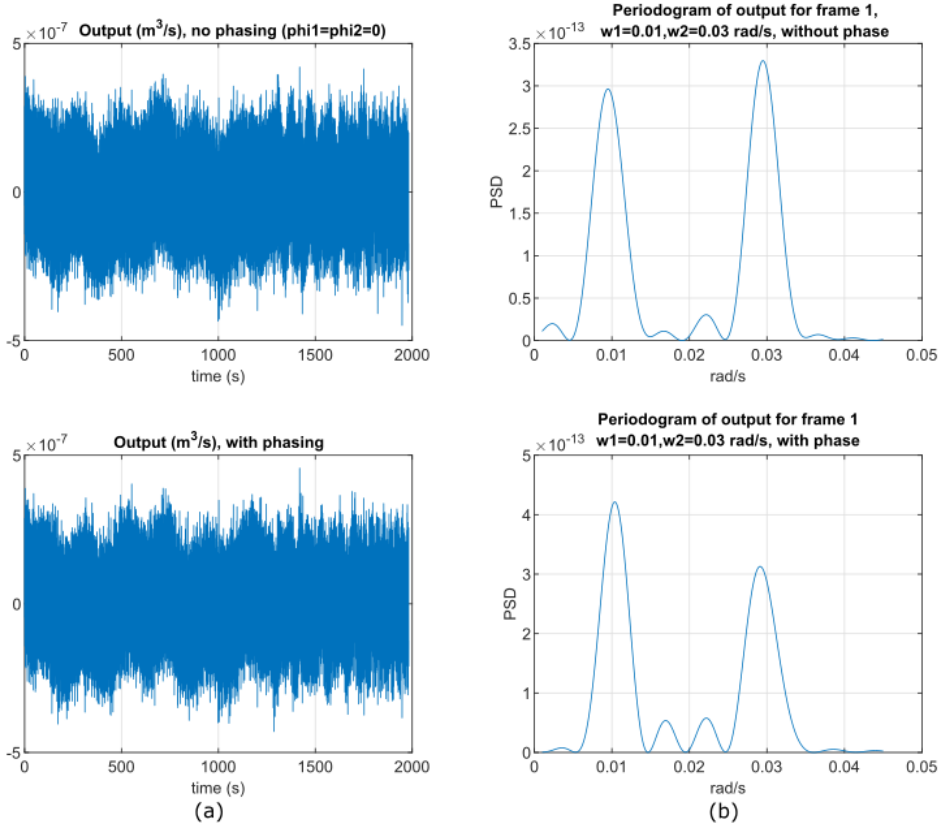 Output (m³/s), no phasing (phi1=phi2=0)
×10⁻⁷
5
0
-5
0 500 1000 1500 2000
time (s)
Periodogram of output for frame 1,
w1=0.01,w2=0.03 rad/s, without phase
×10⁻¹³
3.5
3
2.5
2
1.5
1
0.5
0
PSD
0 0.01 0.02 0.03 0.04 0.05
rad/s
Output (m³/s), with phasing
×10⁻⁷
5
0
-5
0 500 1000 1500 2000
time (s)
(a)
Periodogram of output for frame 1
w1=0.01,w2=0.03 rad/s, with phase
×10⁻¹³
5
4
3
2
1
0
PSD
0 0.01 0.02 0.03 0.04 0.05
rad/s
(b)